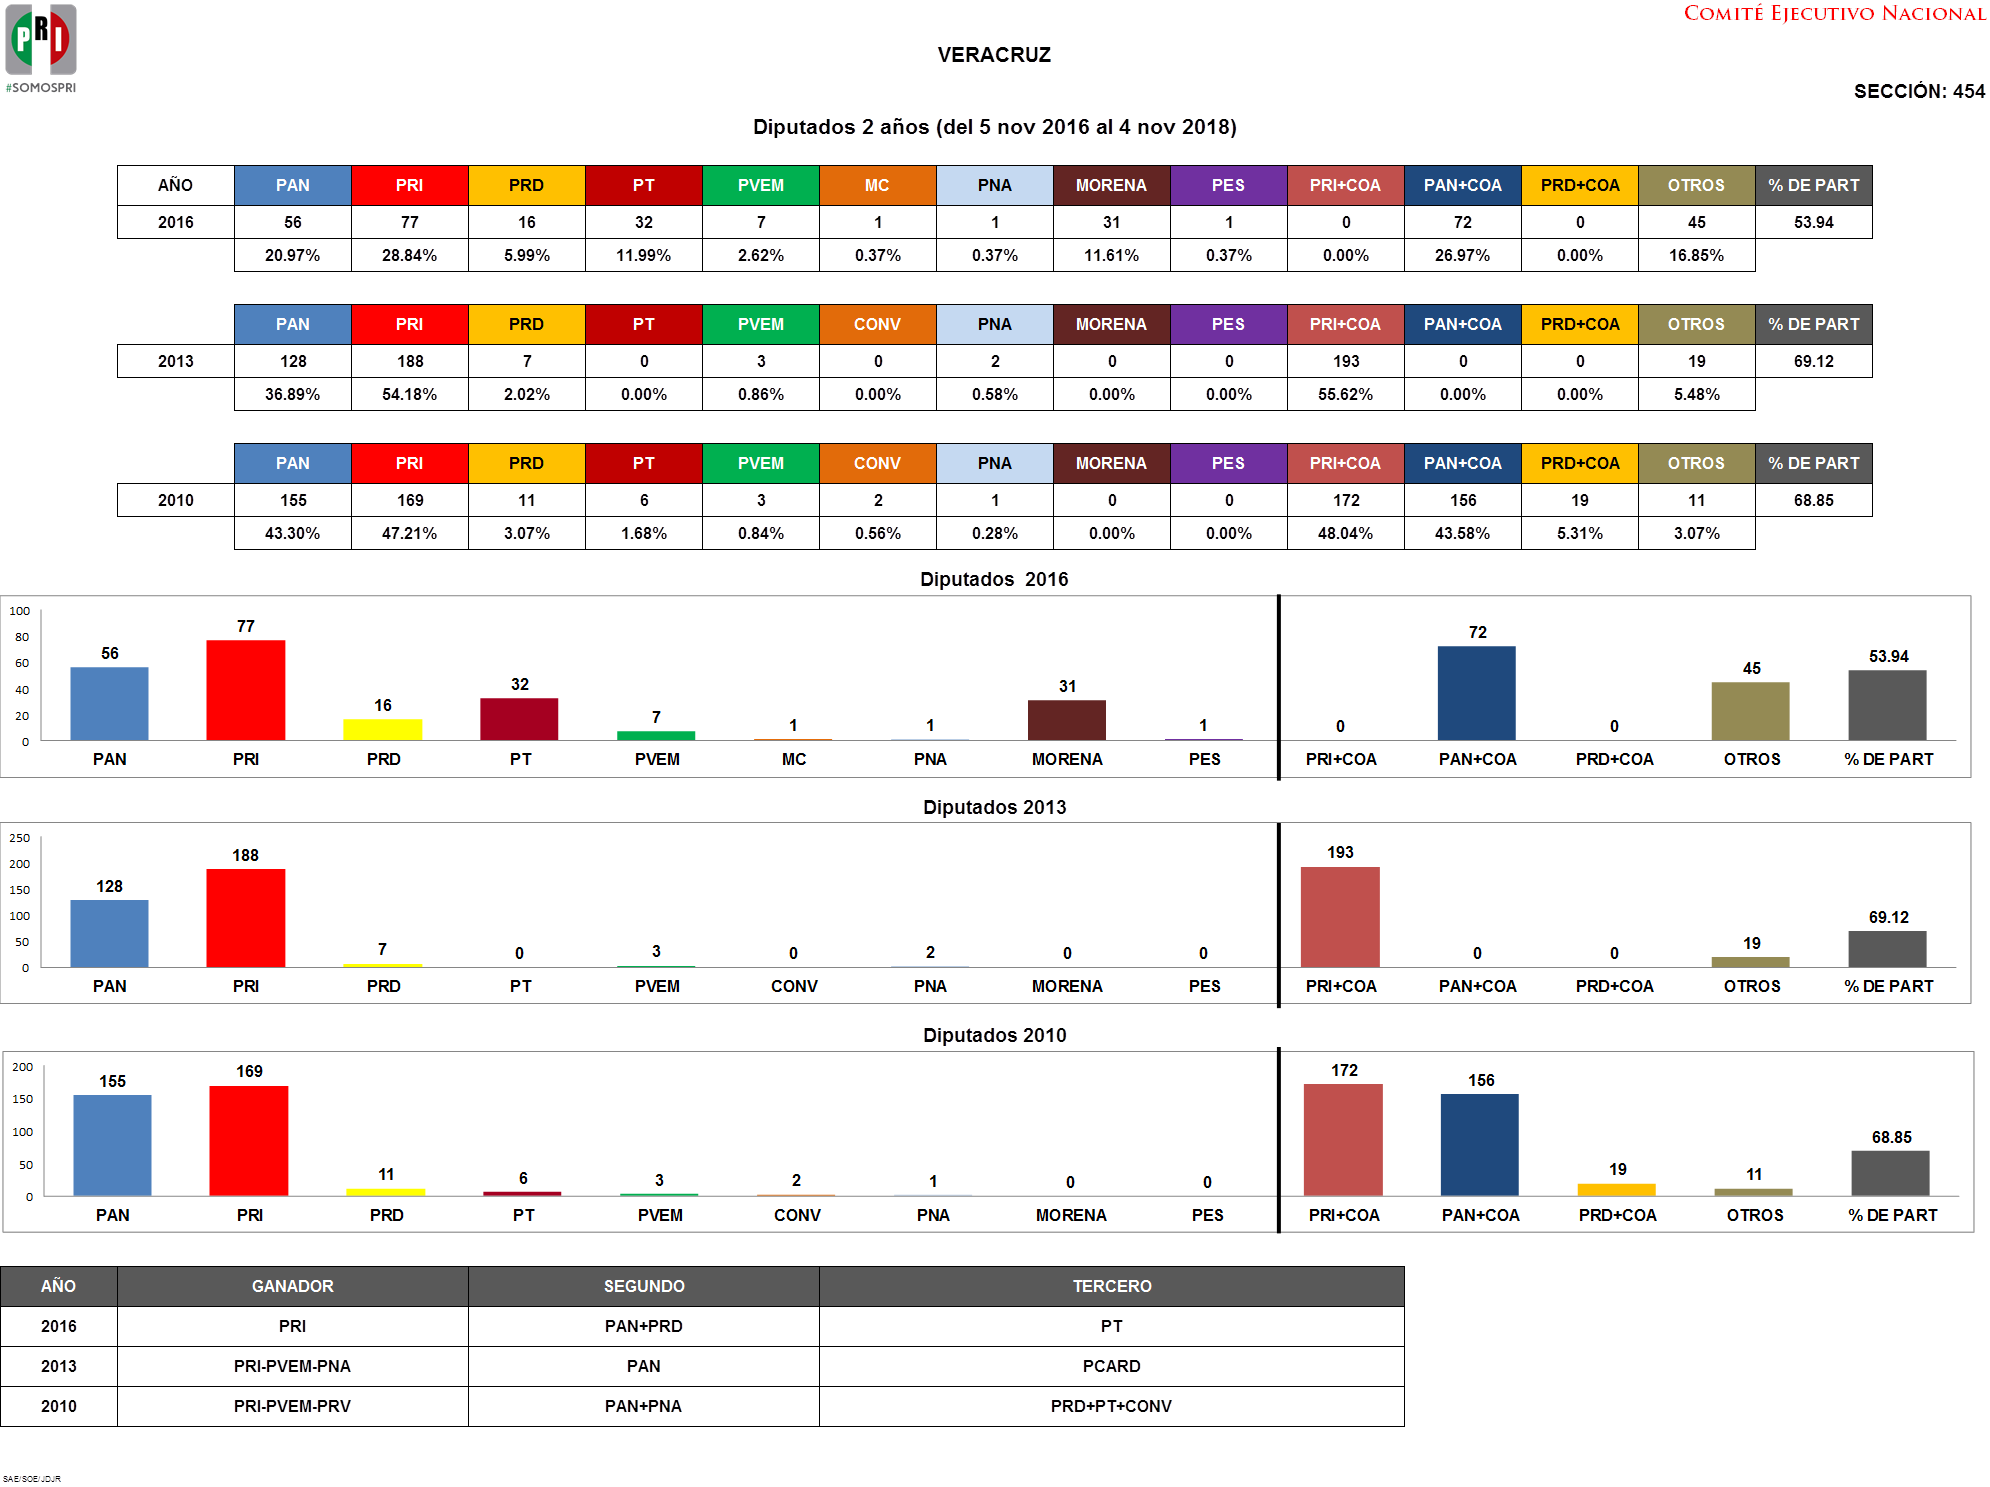 COMITÉ EJECUTIVO NACIONAL
PRI
#SOMOSPRI
VERACRUZ
SECCIÓN: 454
Diputados 2 años (del 5 nov 2016 al 4 nov 2018)
AÑO PAN PRI PRD PT PVEM MC PNA MORENA PES PRI+COA PAN+COA PRD+COA OTROS % DE PART
2016 56 77 16 32 7 1 1 31 1 0 72 0 45 53.94
20.97% 28.84% 5.99% 11.99% 2.62% 0.37% 0.37% 11.61% 0.37% 0.00% 26.97% 0.00% 16.85%
PAN PRI PRD PT PVEM CONV PNA MORENA PES PRI+COA PAN+COA PRD+COA OTROS % DE PART
2013 128 188 7 0 3 0 2 0 0 193 0 0 19 69.12
36.89% 54.18% 2.02% 0.00% 0.86% 0.00% 0.58% 0.00% 0.00% 55.62% 0.00% 0.00% 5.48%
PAN PRI PRD PT PVEM CONV PNA MORENA PES PRI+COA PAN+COA PRD+COA OTROS % DE PART
2010 155 169 11 6 3 2 1 0 0 172 156 19 11 68.85
43.30% 47.21% 3.07% 1.68% 0.84% 0.56% 0.28% 0.00% 0.00% 48.04% 43.58% 5.31% 3.07%
Diputados 2016
100
80
60
40
20
0
56 77 16 32 7 1 1 31 1 0 72 0 45 53.94
PAN PRI PRD PT PVEM MC PNA MORENA PES PRI+COA PAN+COA PRD+COA OTROS % DE PART
Diputados 2013
250
200
150
100
50
0
128 188 7 0 3 0 2 0 0 193 0 0 19 69.12
PAN PRI PRD PT PVEM CONV PNA MORENA PES PRI+COA PAN+COA PRD+COA OTROS % DE PART
Diputados 2010
200
150
100
50
0
155 169 11 6 3 2 1 0 0 172 156 19 11 68.85
PAN PRI PRD PT PVEM CONV PNA MORENA PES PRI+COA PAN+COA PRD+COA OTROS % DE PART
AÑO GANADOR SEGUNDO TERCERO
2016 PRI PAN+PRD PT
2013 PRI-PVEM-PNA PAN PCARD
2010 PRI-PVEM-PRV PAN+PNA PRD+PT+CONV
SAE/SOE/JDJR